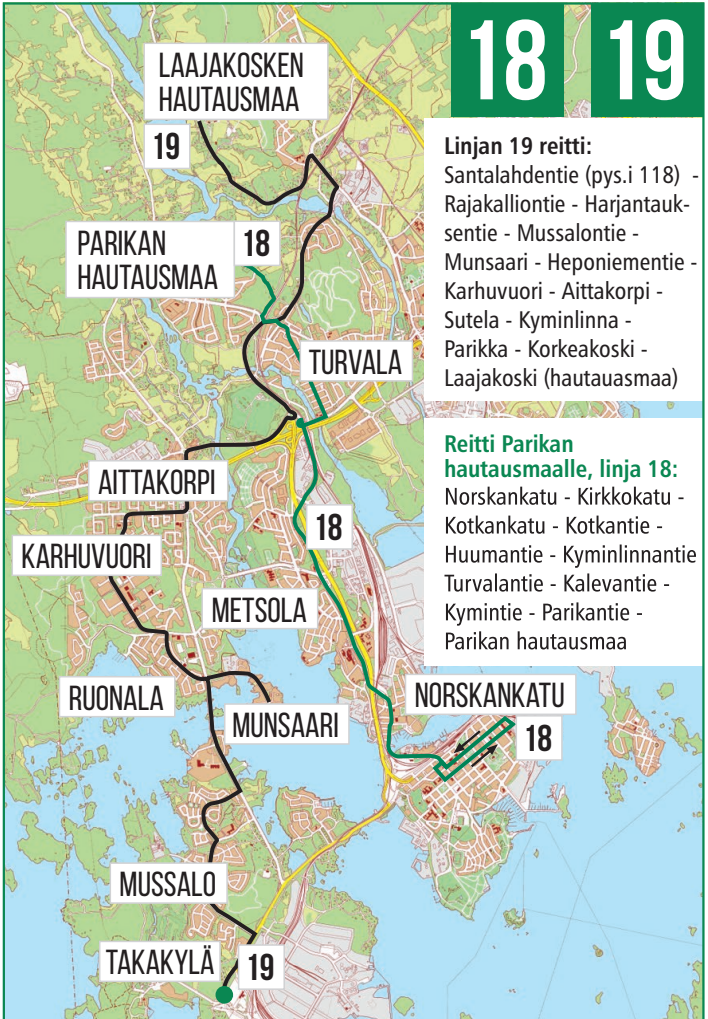 18
19
LAAJAKOSKEN
HAUTAUSMAA
19
Linjan 19 reitti:
Santalahdentie (pys.i 118) -
Rajakalliontie - Harjantauk-
sentie - Mussalontie -
Munsaari - Heponiementie -
Karhuvuori - Aittakorpi -
Sutela - Kyminlinna -
Parikka - Korkeakoski -
Laajakoski (hautauasmaa)
PARIKAN
HAUTAUSMAA
18
TURVALA
Reitti Parikan
hautausmaalle, linja 18:
Norskankatu - Kirkkokatu -
Kotkankatu - Kotkantie -
Huumantie - Kyminlinnantie
Turvalantie - Kalevantie -
Kymintie - Parikantie -
Parikan hautausmaa
AITTAKORPI
18
KARHUVUORI
METSOLA
RUONALA
MUNSAARI
NORSKANKATU
18
MUSSALO
TAKAKYLÄ
19